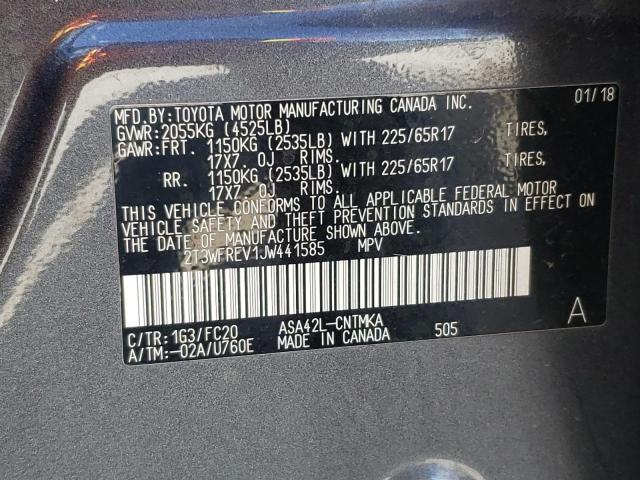 MFD.BY:TOYOTA MOTOR MANUFACTURING CANADA INC. 01/18
GVWR:2055KG (4525LB)
GAWR:FRT. 1150KG (2535LB) WITH 225/65R17 TIRES,
17X7.0J RIMS.
RR. 1150KG (2535LB) WITH 225/65R17 TIRES,
17X7.0J RIMS.
THIS VEHICLE CONFORMS TO ALL APPLICABLE FEDERAL MOTOR
VEHICLE SAFETY AND THEFT PREVENTION STANDARDS IN EFFECT ON
THE DATE OF MANUFACTURE SHOWN ABOVE.
2T3WFREV1JW441585 MPV
C/TR:1G3/FC20 ASA42L-CNTMKA A
A/TM:-02A/U760E MADE IN CANADA 505